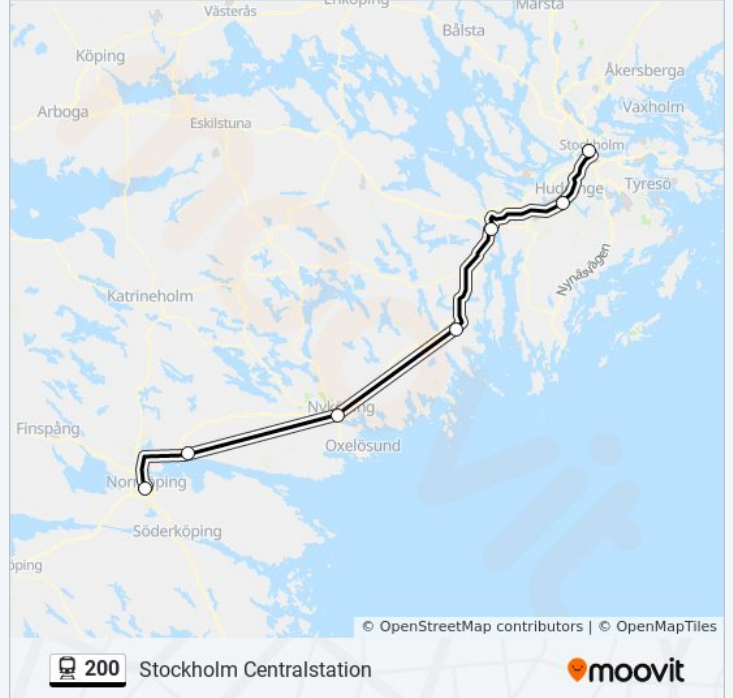 Enköping
Märsta
Västerås
Bålsta
Köping
Åkersberga
Arboga
Vaxholm
Eskilstuna
Stockholm
Huddinge
Tyresö
Nynäsvägen
Katrineholm
Nyköping
Finspång
Oxelösund
Norrköping
Söderköping
öping
moovit
© OpenStreetMap contributors | © OpenMapTiles
200 Stockholm Centralstation
moovit